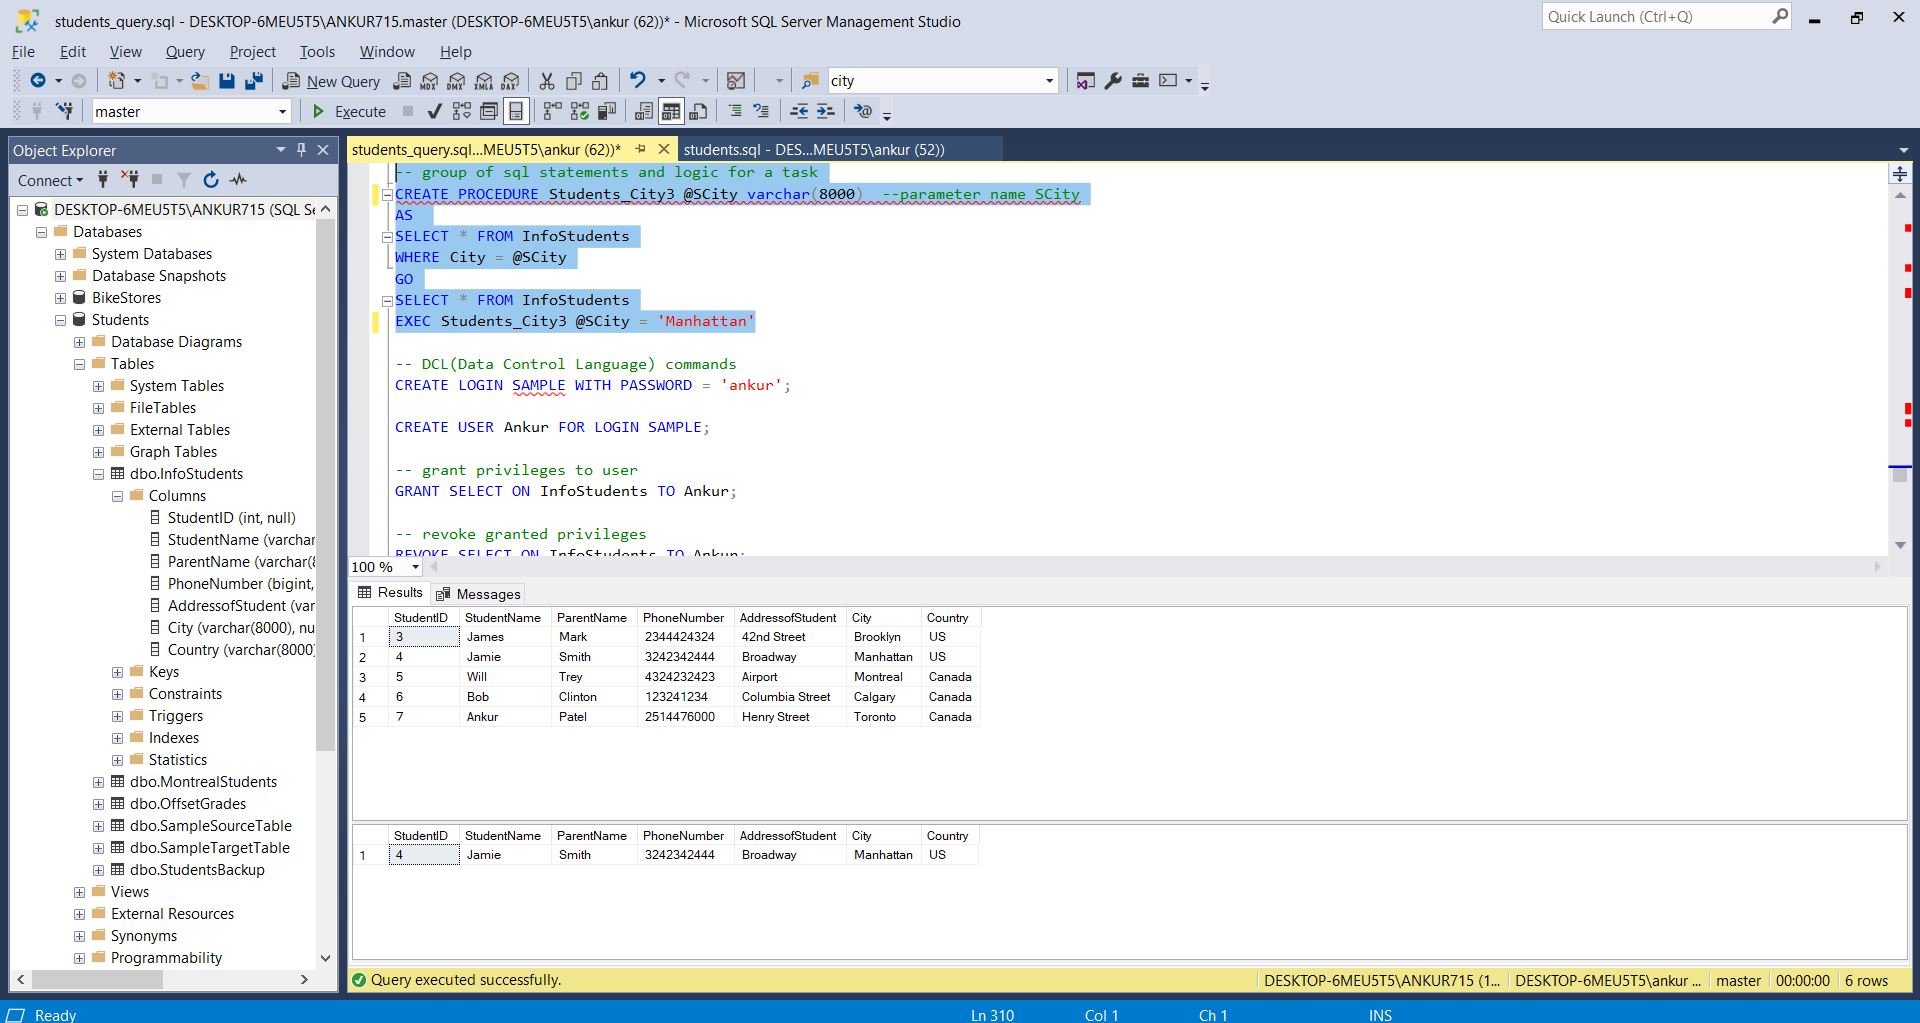 students_query.sql - DESKTOP-6MEU5T5\ANKUR715.master (DESKTOP-6MEU5T5\ankur (62))* - Microsoft SQL Server Management Studio
Quick Launch (Ctrl+Q)
File Edit View Query Project Tools Window Help
New Query
MDX DMX XMLA DAX
city
master
Execute
Object Explorer
Connect
DESKTOP-6MEU5T5\ANKUR715 (SQL Se
Databases
System Databases
Database Snapshots
BikeStores
Students
Database Diagrams
Tables
System Tables
FileTables
External Tables
Graph Tables
dbo.InfoStudents
Columns
StudentID (int, null)
StudentName (varchar
ParentName (varchar(8
PhoneNumber (bigint,
AddressofStudent (var
City (varchar(8000), nu
Country (varchar(8000)
Keys
Constraints
Triggers
Indexes
Statistics
dbo.MontrealStudents
dbo.OffsetGrades
dbo.SampleSourceTable
dbo.SampleTargetTable
dbo.StudentsBackup
Views
External Resources
Synonyms
Programmability
students_query.sql...MEU5T5\ankur (62))*
students.sql - DES...MEU5T5\ankur (52))
-- group of sql statements and logic for a task
CREATE PROCEDURE Students_City3 @SCity varchar(8000)  --parameter name SCity
AS
SELECT * FROM InfoStudents
WHERE City = @SCity
GO
SELECT * FROM InfoStudents
EXEC Students_City3 @SCity = 'Manhattan'
-- DCL(Data Control Language) commands
CREATE LOGIN SAMPLE WITH PASSWORD = 'ankur';
CREATE USER Ankur FOR LOGIN SAMPLE;
-- grant privileges to user
GRANT SELECT ON InfoStudents TO Ankur;
-- revoke granted privileges
REVOKE SELECT ON InfoStudents TO Ankur;
100 %
Results Messages
StudentID StudentName ParentName PhoneNumber AddressofStudent City Country
1 3 James Mark 2344424324 42nd Street Brooklyn US
2 4 Jamie Smith 3242342444 Broadway Manhattan US
3 5 Will Trey 4324232423 Airport Montreal Canada
4 6 Bob Clinton 123241234 Columbia Street Calgary Canada
5 7 Ankur Patel 2514476000 Henry Street Toronto Canada
StudentID StudentName ParentName PhoneNumber AddressofStudent City Country
1 4 Jamie Smith 3242342444 Broadway Manhattan US
Query executed successfully.
DESKTOP-6MEU5T5\ANKUR715 (1... DESKTOP-6MEU5T5\ankur ... master 00:00:00 6 rows
Ready
Ln 310 Col 1 Ch 1 INS